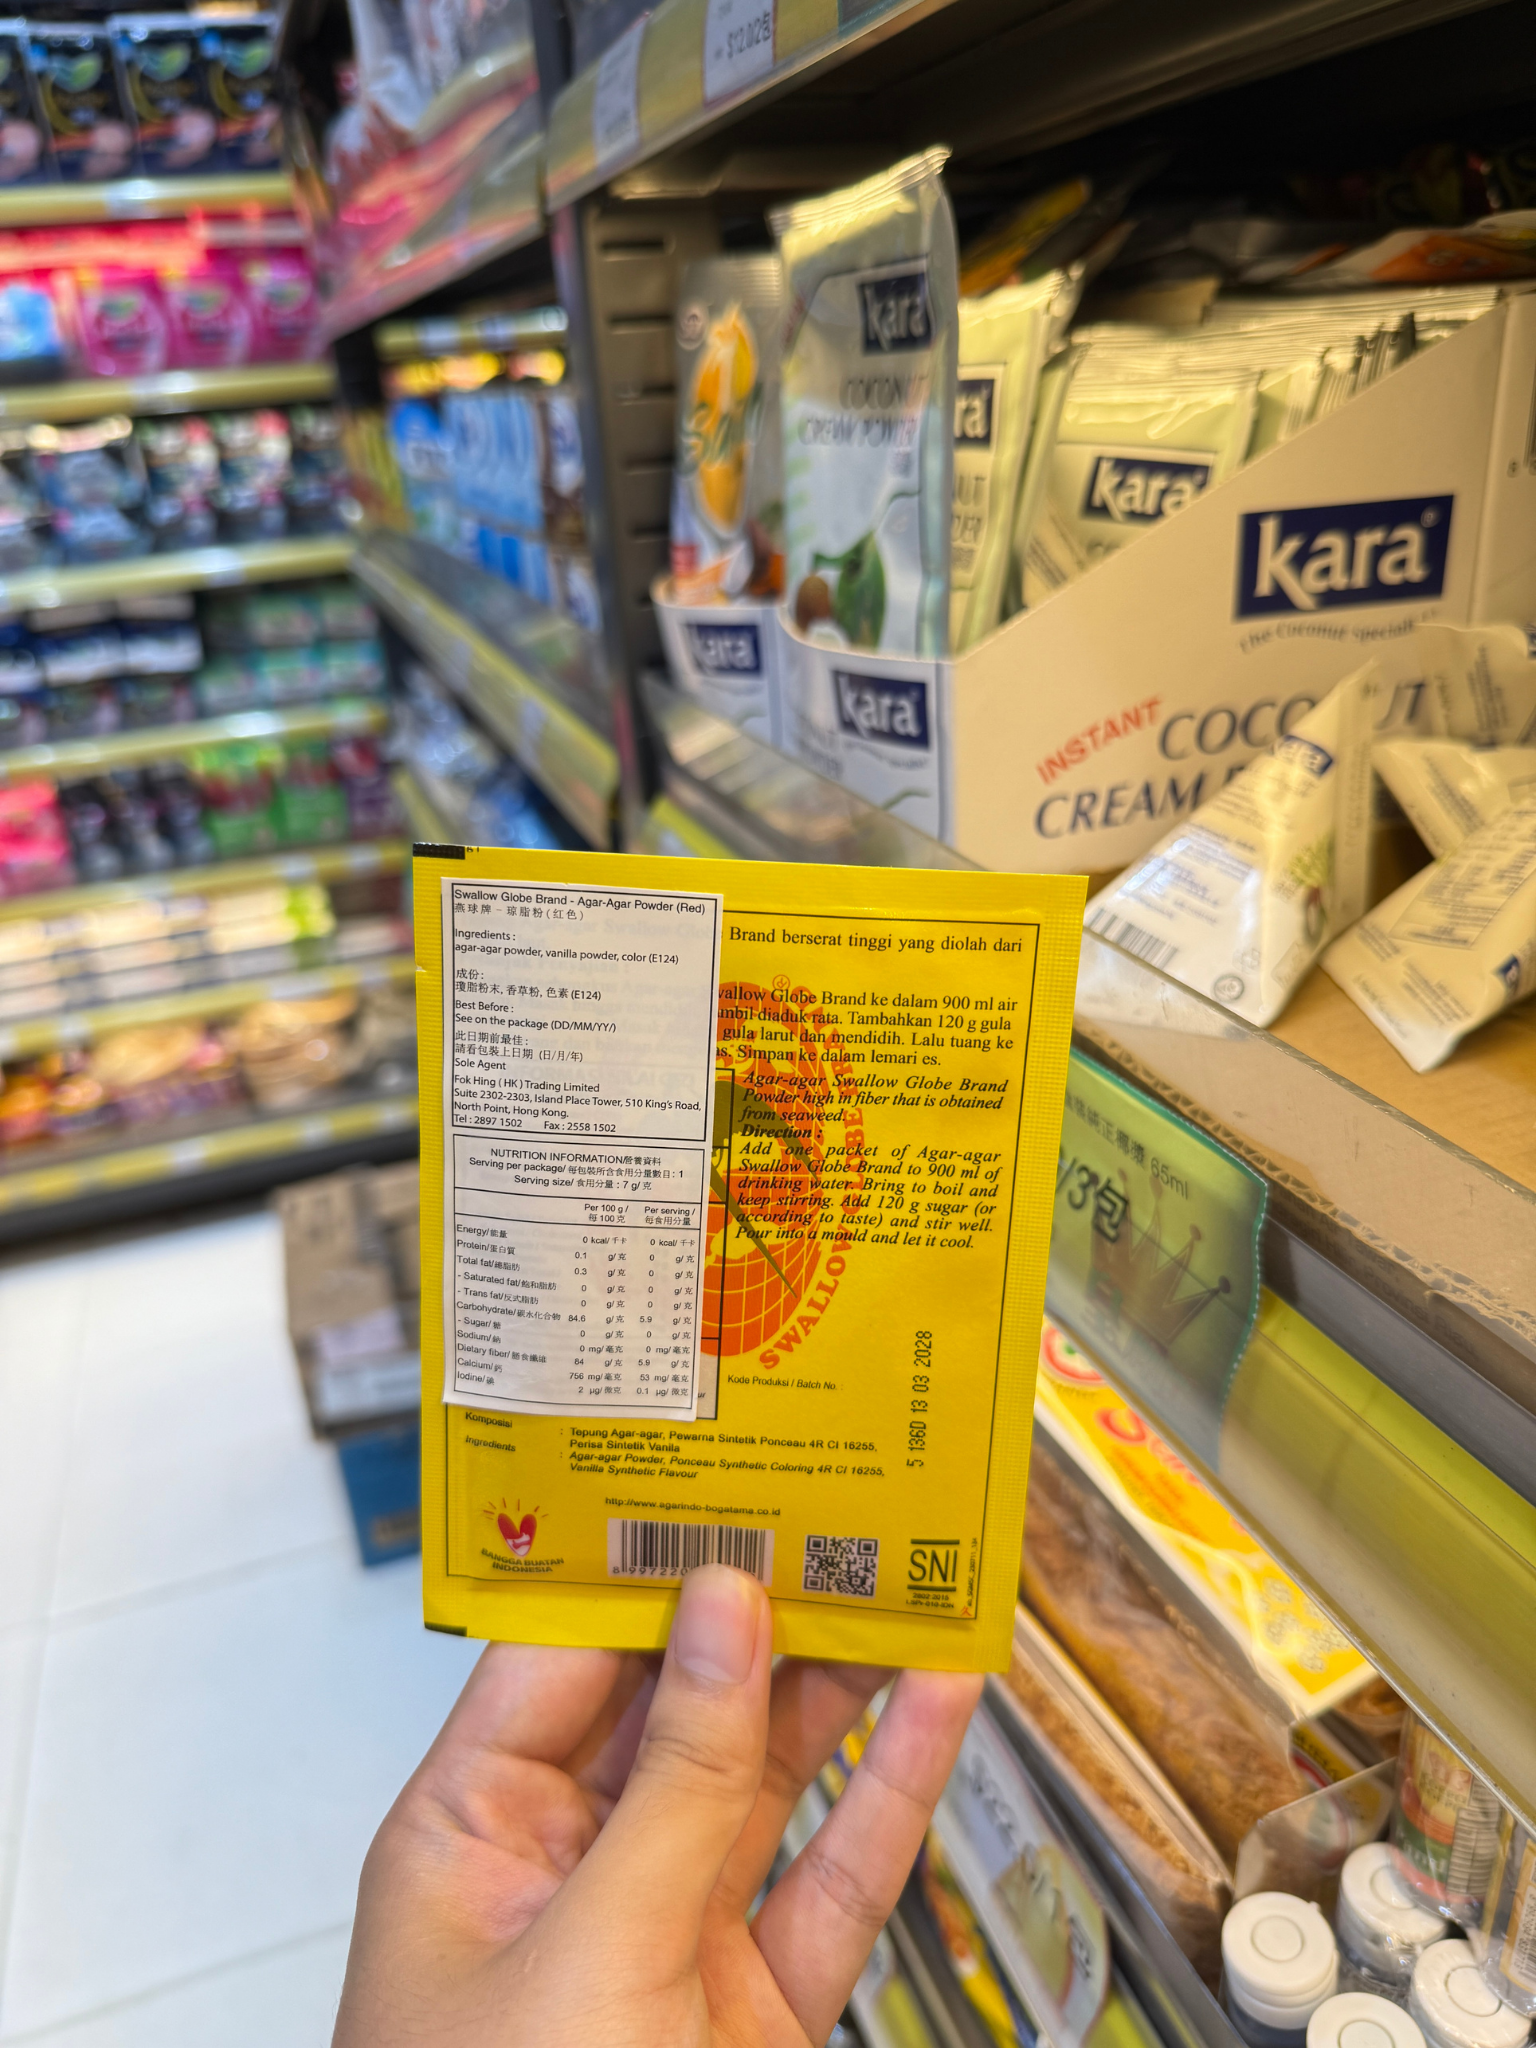 $12.0/2包
kara
COCONUT
CREAM POWDER
kara
kara
kara
kara
kara
The Coconut Specialist
INSTANT COCONUT
CREAM
65ml
/3包
Swallow Globe Brand - Agar-Agar Powder (Red)
燕球牌 – 琼脂粉 (红色)
Ingredients :
agar-agar powder, vanilla powder, color (E124)
成份:
瓊脂粉末, 香草粉, 色素 (E124)
Best Before :
See on the package (DD/MM/YY/)
此日期前最佳 :
請看包裝上日期 (日/月/年)
Sole Agent
Fok Hing ( HK ) Trading Limited
Suite 2302-2303, Island Place Tower, 510 King's Road,
North Point, Hong Kong.
Tel : 2897 1502 Fax : 2558 1502
NUTRITION INFORMATION/營養資料
Serving per package/ 每包裝所含食用分量數目 : 1
Serving size/ 食用分量 : 7 g/ 克
Per 100 g / 每 100 克 Per serving / 每食用分量
Energy/能量 0 kcal/ 千卡 0 kcal/ 千卡
Protein/蛋白質 0.1 g/ 克 0 g/ 克
Total fat/總脂肪 0.3 g/ 克 0 g/ 克
- Saturated fat/飽和脂肪 0 g/ 克 0 g/ 克
- Trans fat/反式脂肪 0 g/ 克 0 g/ 克
Carbohydrate/碳水化合物 84.6 g/ 克 5.9 g/ 克
- Sugar/糖 0 g/ 克 0 g/ 克
Sodium/鈉 0 mg/ 毫克 0 mg/ 毫克
Dietary fiber/膳食纖維 84 g/ 克 5.9 g/ 克
Calcium/鈣 756 mg/ 毫克 53 mg/ 毫克
Iodine/碘 2 µg/ 微克 0.1 µg/ 微克
Brand berserat tinggi yang diolah dari
wallow Globe Brand ke dalam 900 ml air
mbil diaduk rata. Tambahkan 120 g gula
gula larut dan mendidih. Lalu tuang ke
as. Simpan ke dalam lemari es.
Agar-agar Swallow Globe Brand
Powder high in fiber that is obtained
from seaweed.
Direction :
Add one packet of Agar-agar
Swallow Globe Brand to 900 ml of
drinking water. Bring to boil and
keep stirring. Add 120 g sugar (or
according to taste) and stir well.
Pour into a mould and let it cool.
SWALLOW GLOBE BRAND
Kode Produksi / Batch No. :
5 136D 13 03 2028
Komposisi : Tepung Agar-agar, Pewarna Sintetik Ponceau 4R CI 16255,
Perisa Sintetik Vanila
Ingredients : Agar-agar Powder, Ponceau Synthetic Coloring 4R CI 16255,
Vanilla Synthetic Flavour
http://www.agarindo-bogatama.co.id
BANGGA BUATAN
INDONESIA
8 997220
SNI